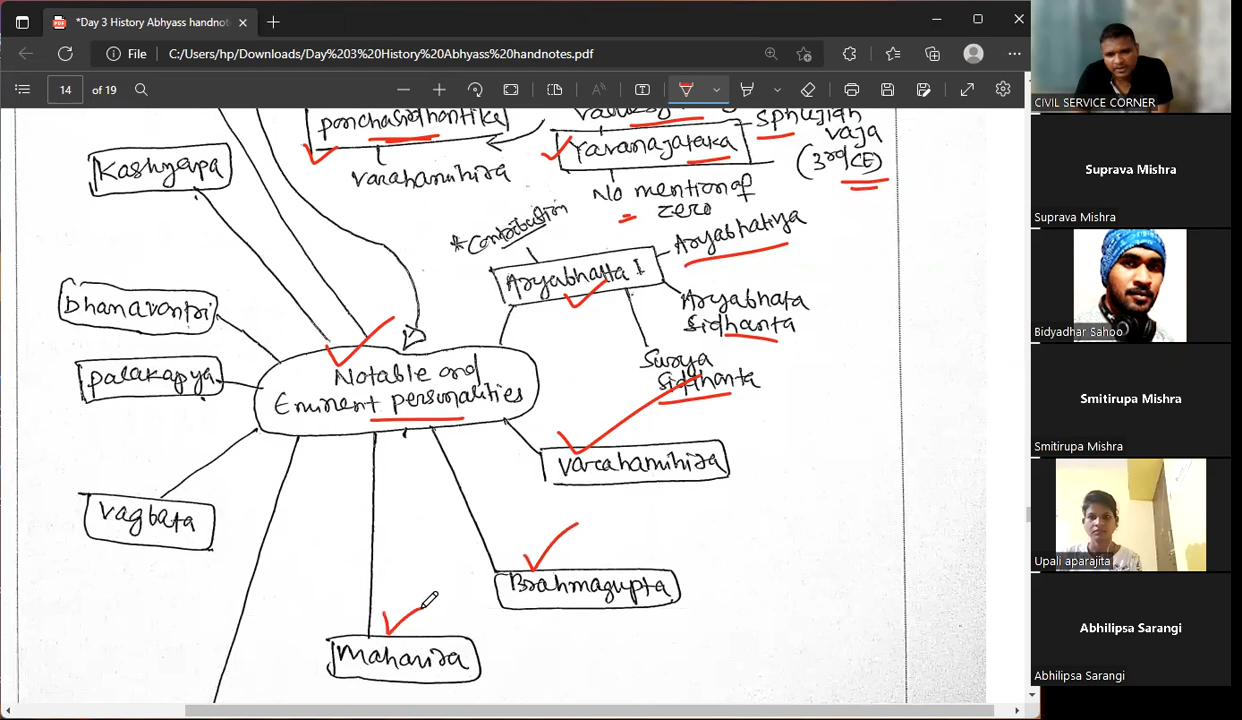 *Day 3 History Abhyass handnote
File
C:/Users/hp/Downloads/Day%203%20History%20Abhyass%20handnotes.pdf
14 of 19
panchasidhantika
varahamihira
Yavanajataka
sphujidh
vaja
(3rd CE)
No mention of
zero
Kashyapa
*Contribution
Aryabhatta I
Aryabhatiya
Aryabhata
Sidhanta
Surya
Siddhanta
Dhanavantri
Palakapya
Notable and
Eminent personalities
Varahamihira
Vagbata
Brahmagupta
Mahavira
CIVIL SERVICE CORNER
Suprava Mishra
Suprava Mishra
Bidyadhar Sahoo
Smitirupa Mishra
Smitirupa Mishra
Upali aparajita
Abhilipsa Sarangi
Abhilipsa Sarangi